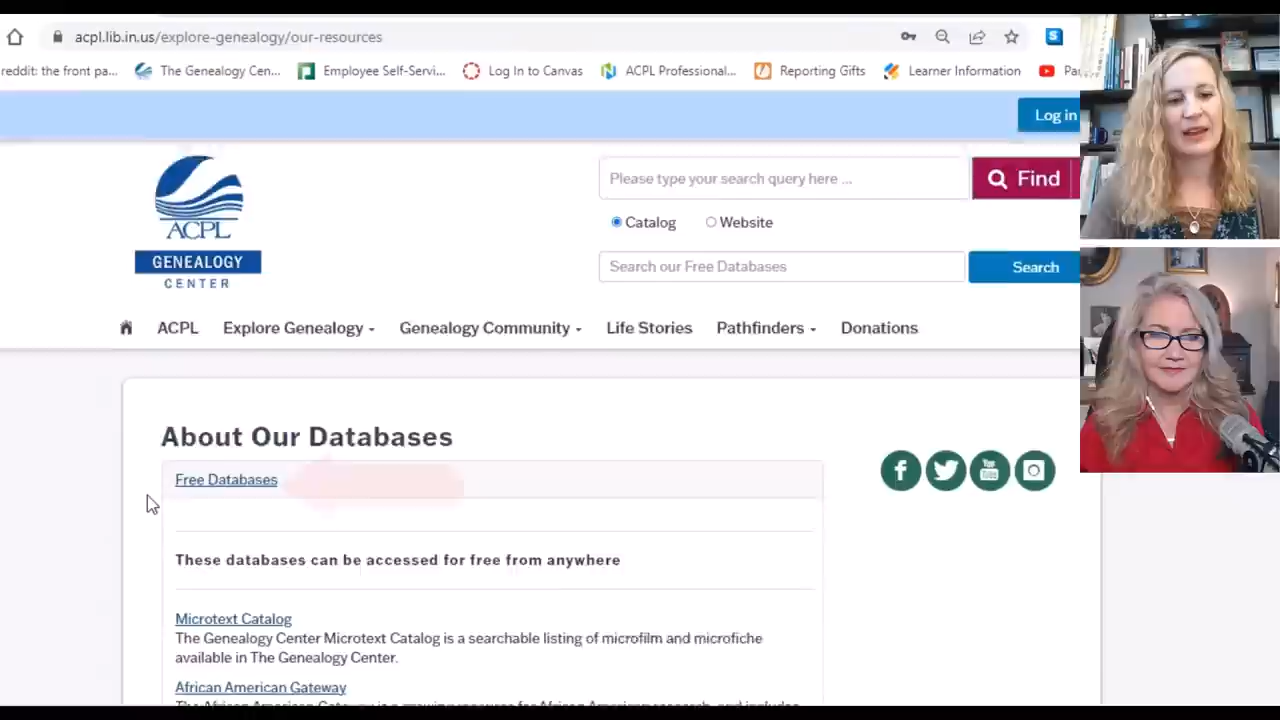 acpl.lib.in.us/explore-genealogy/our-resources
S
reddit: the front pa... The Genealogy Cen... Employee Self-Servi... Log In to Canvas ACPL Professional... Reporting Gifts Learner Information
Log in
Please type your search query here ... Find
ACPL
GENEALOGY
CENTER
Catalog Website
Search our Free Databases Search
ACPL Explore Genealogy Genealogy Community Life Stories Pathfinders Donations
About Our Databases
Free Databases
These databases can be accessed for free from anywhere
Microtext Catalog
The Genealogy Center Microtext Catalog is a searchable listing of microfilm and microfiche
available in The Genealogy Center.
African American Gateway